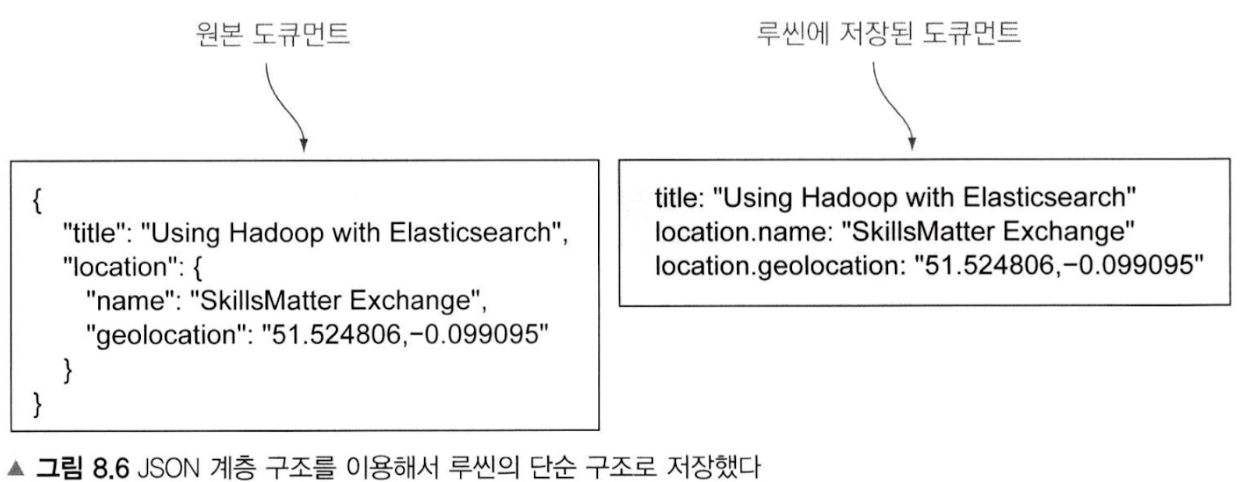 원본 도큐먼트
루씬에 저장된 도큐먼트
{
"title": "Using Hadoop with Elasticsearch",
"location": {
"name": "SkillsMatter Exchange",
"geolocation": "51.524806,−0.099095"
}
}
title: "Using Hadoop with Elasticsearch"
location.name: "SkillsMatter Exchange"
location.geolocation: "51.524806,−0.099095"
▲ 그림 8.6 JSON 계층 구조를 이용해서 루씬의 단순 구조로 저장했다